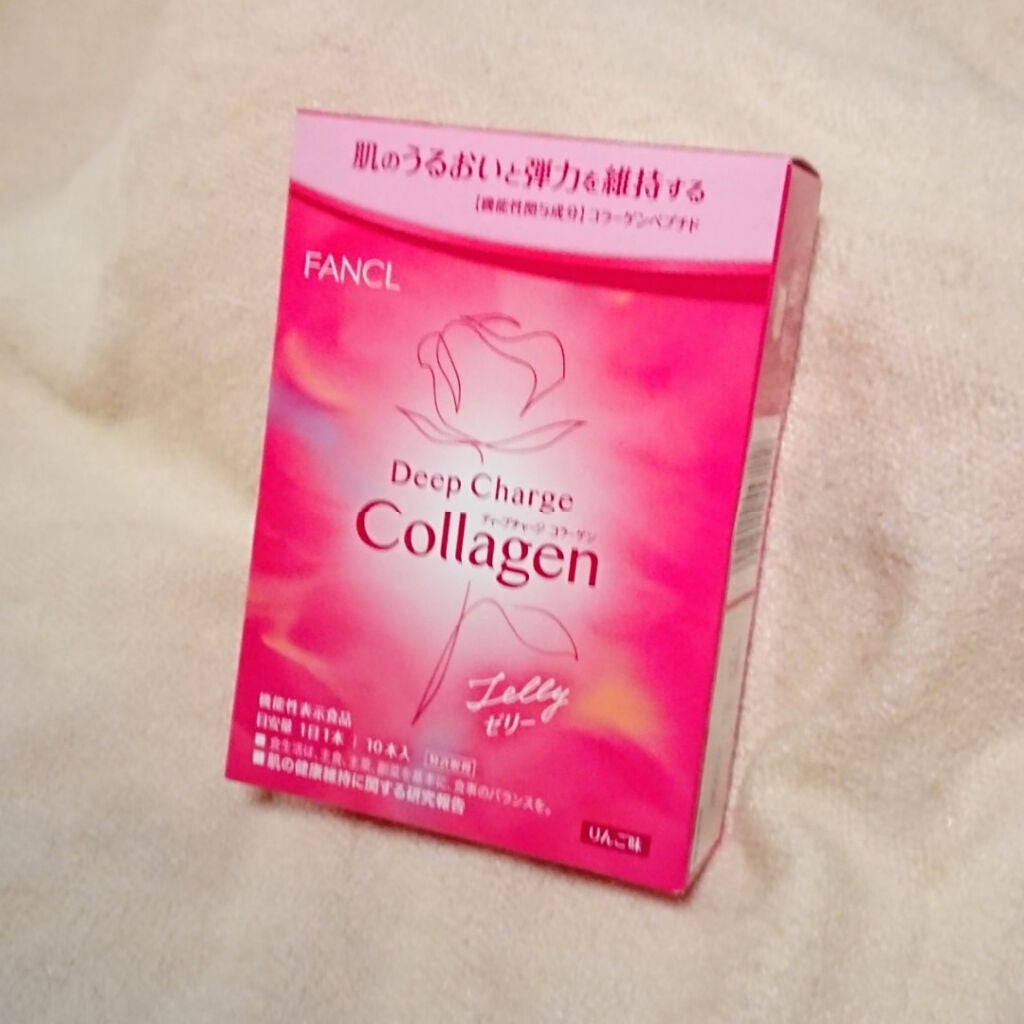 肌のうるおいと弾力を維持する
【機能性関与成分】コラーゲンペプチド
FANCL
Deep Charge
ディープチャージ コラーゲン
Collagen
Jelly
ゼリー
機能性表示食品
目安量 1日1本 | 10本入 [特許取得]
■食生活は、主食、主菜、副菜を基本に、食事のバランスを。
■肌の健康維持に関する研究報告
りんご味